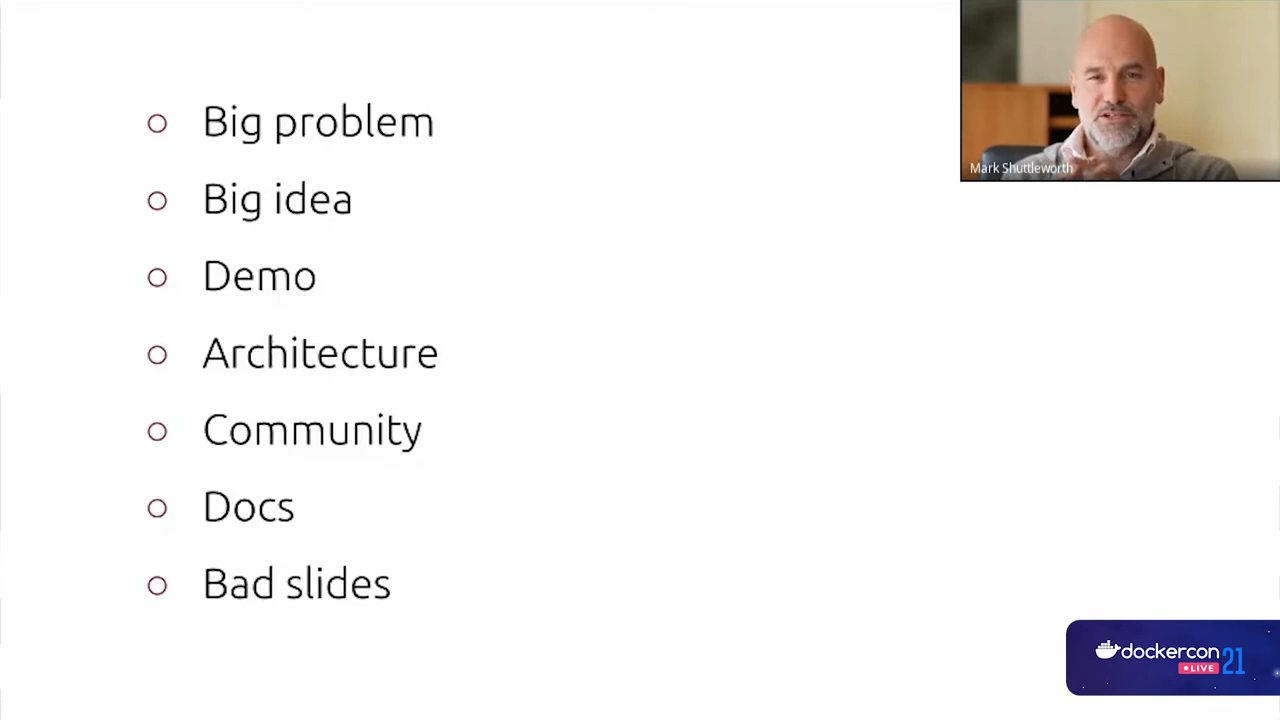 Big problem
Big idea
Demo
Architecture
Community
Docs
Bad slides
Mark Shuttleworth
dockercon
LIVE 21